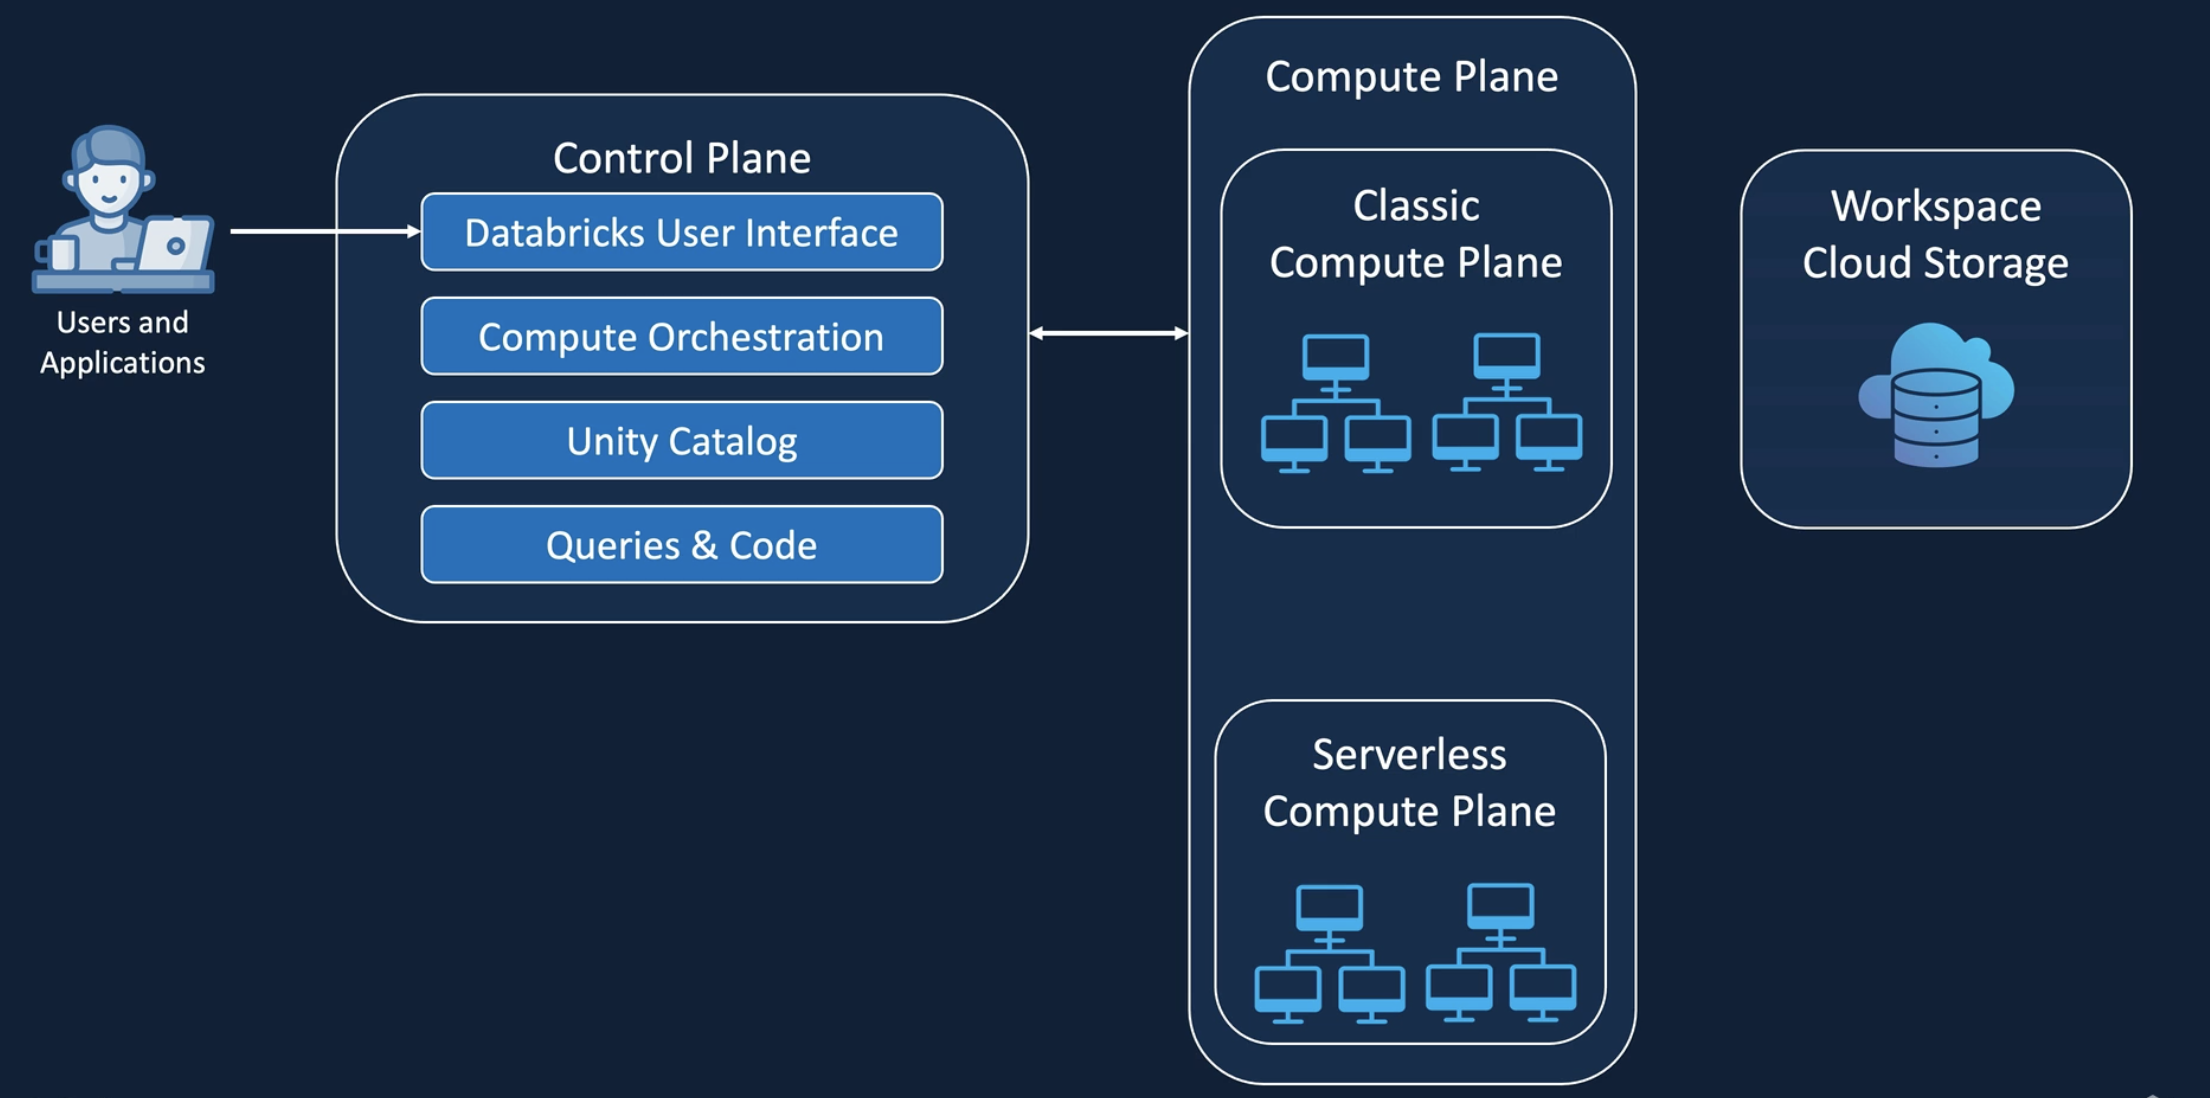 Users and
Applications
Control Plane
Databricks User Interface
Compute Orchestration
Unity Catalog
Queries & Code
Compute Plane
Classic
Compute Plane
Serverless
Compute Plane
Workspace
Cloud Storage